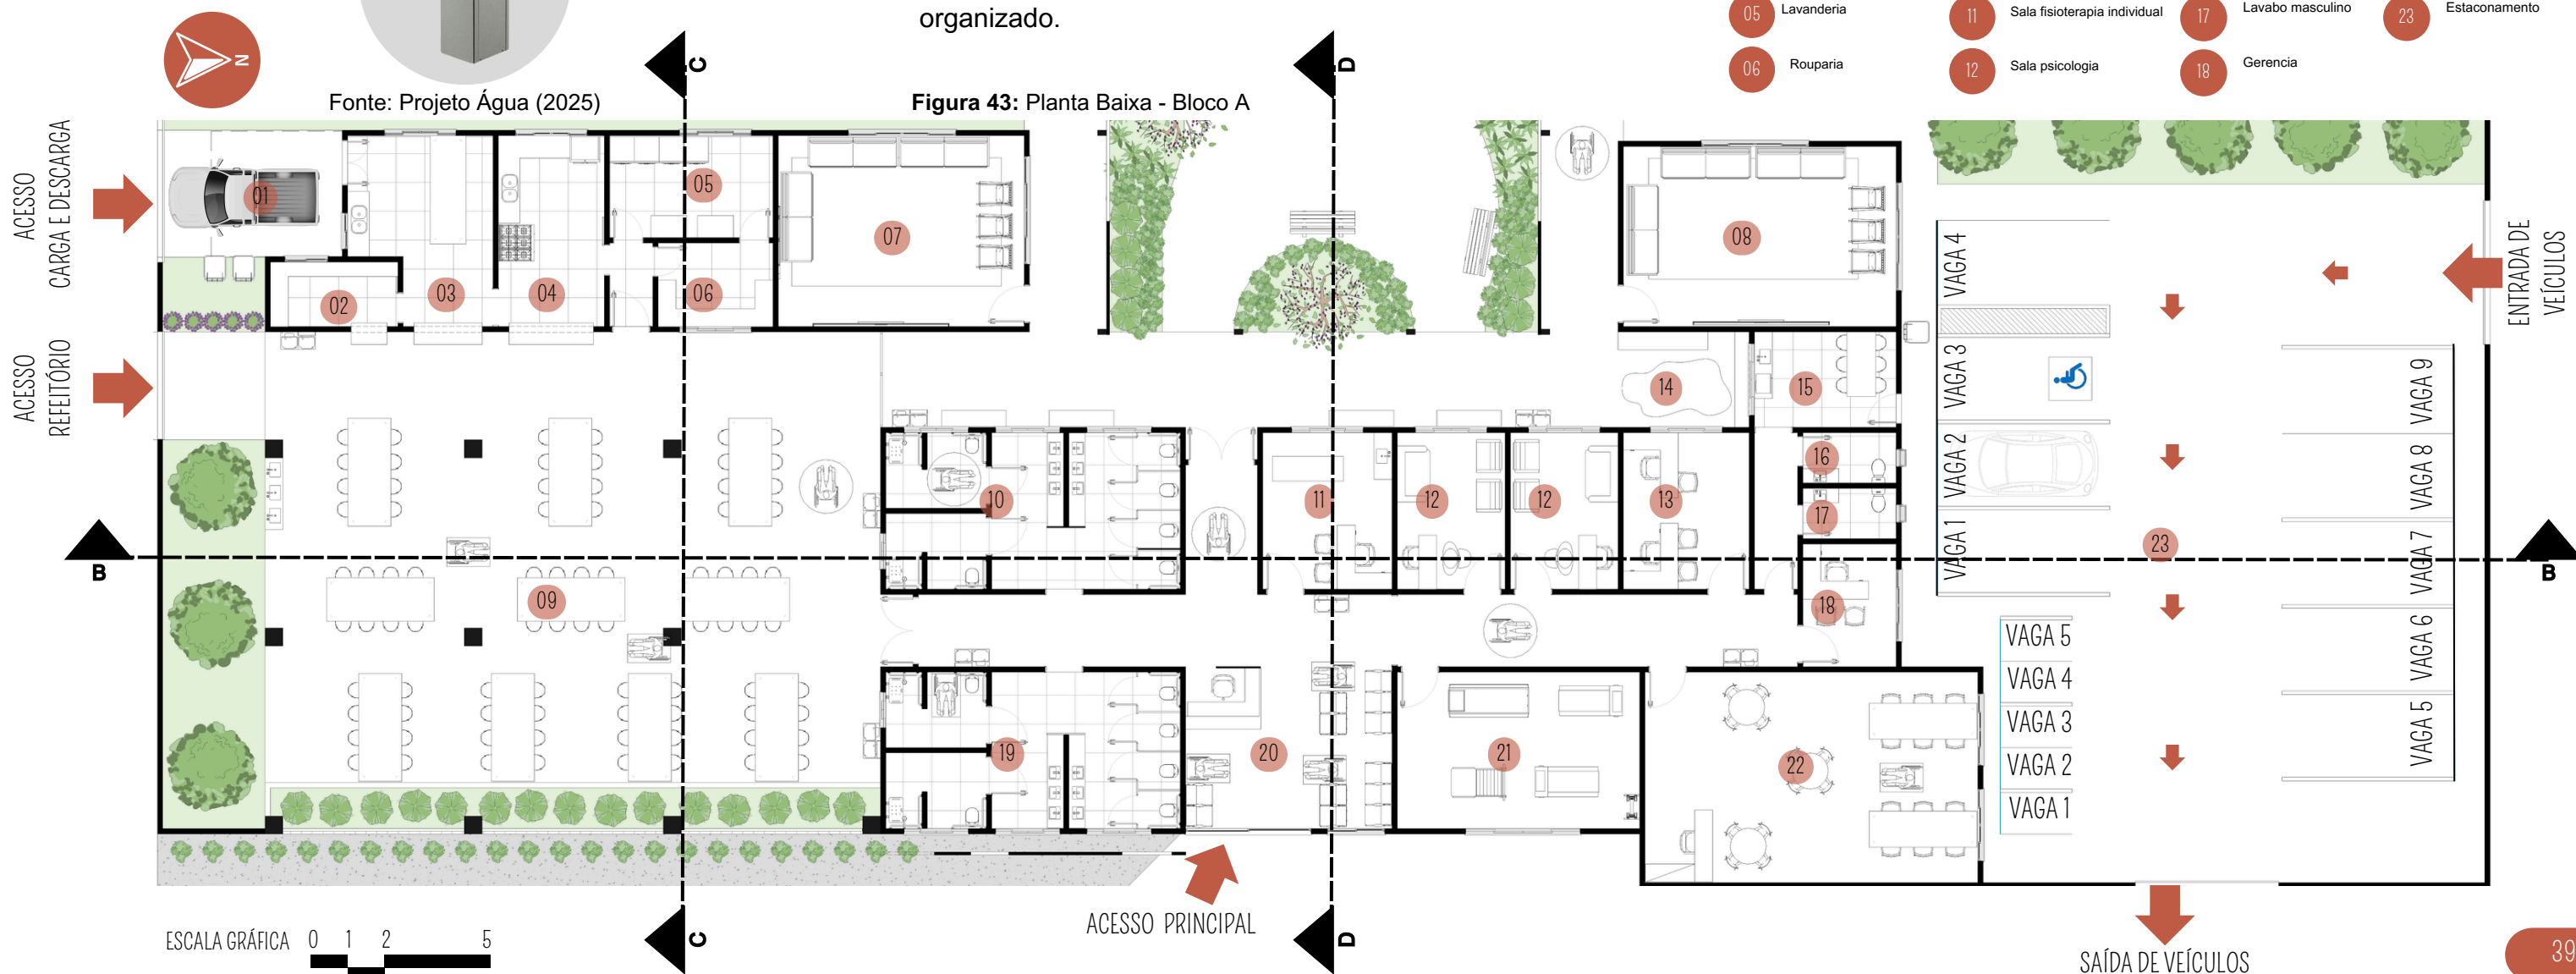 organizado.
05 Lavanderia
11 Sala fisioterapia individual
17 Lavabo masculino
23 Estaconamento
06 Rouparia
12 Sala psicologia
18 Gerencia
N
Fonte: Projeto Água (2025)
Figura 43: Planta Baixa - Bloco A
C
D
ACESSO
CARGA E DESCARGA
ACESSO
REFEITÓRIO
01
02
03
04
05
06
07
08
09
10
11
12
12
13
14
15
16
17
18
19
20
21
22
23
VAGA 4
VAGA 3
VAGA 2
VAGA 1
VAGA 9
VAGA 8
VAGA 7
VAGA 6
VAGA 5
VAGA 5
VAGA 4
VAGA 3
VAGA 2
VAGA 1
ENTRADA DE
VEÍCULOS
B
B
ACESSO PRINCIPAL
SAÍDA DE VEÍCULOS
C
D
ESCALA GRÁFICA 0 1 2 5
39